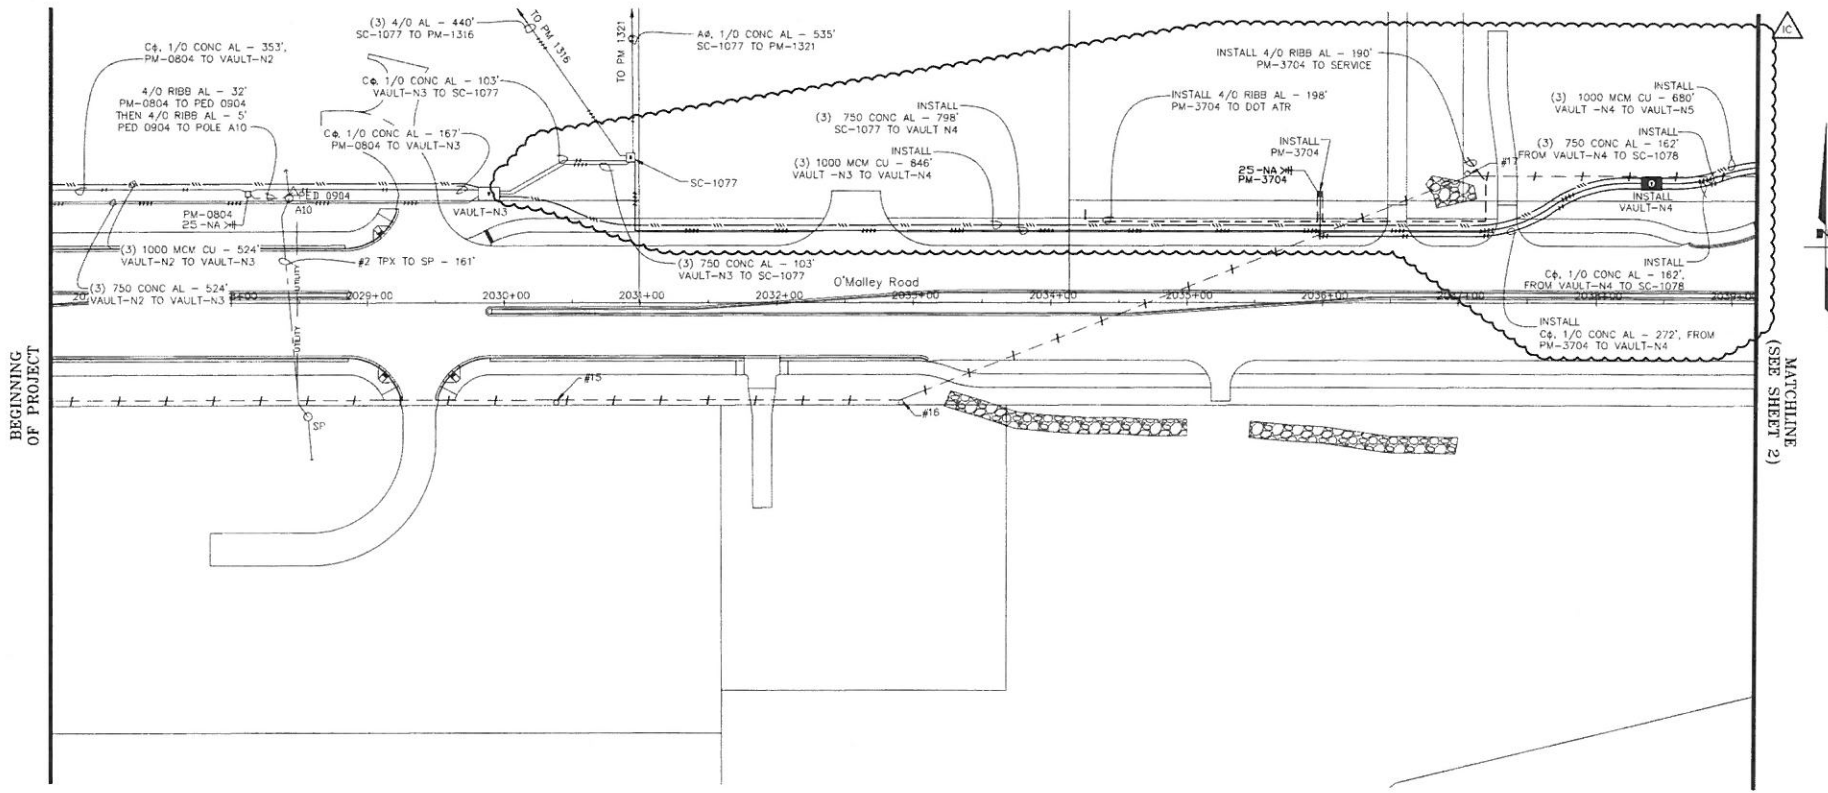 (3) 4/0 AL - 440'
SC-1077 TO PM-1316
TO PM 1316
TO PM 1321
AΦ, 1/0 CONC AL - 535'
SC-1077 TO PM-1321
CΦ, 1/0 CONC AL - 353',
PM-0804 TO VAULT-N2
CΦ, 1/0 CONC AL - 103'
VAULT-N3 TO SC-1077
4/0 RIBB AL - 32'
PM-0804 TO PED 0904
THEN 4/0 RIBB AL - 5'
PED 0904 TO POLE A10
CΦ, 1/0 CONC AL - 167'
PM-0804 TO VAULT-N3
INSTALL
(3) 750 CONC AL - 798'
SC-1077 TO VAULT N4
INSTALL
(3) 1000 MCM CU - 846'
VAULT -N3 TO VAULT-N4
INSTALL 4/0 RIBB AL - 190'
PM-3704 TO SERVICE
INSTALL 4/0 RIBB AL - 198'
PM-3704 TO DOT ATR
INSTALL
PM-3704
25-NA
PM-3704
INSTALL
(3) 1000 MCM CU - 680'
VAULT -N4 TO VAULT-N5
INSTALL
(3) 750 CONC AL - 162'
FROM VAULT-N4 TO SC-1078
#17
1C
SC-1077
PED 0904
A10
PM-0804
25-NA
VAULT-N3
INSTALL
VAULT-N4
(3) 1000 MCM CU - 524'
VAULT-N2 TO VAULT-N3
#2 TPX TO SP - 161'
(3) 750 CONC AL - 103'
VAULT-N3 TO SC-1077
INSTALL
CΦ, 1/0 CONC AL - 162',
FROM VAULT-N4 TO SC-1078
(3) 750 CONC AL - 524'
VAULT-N2 TO VAULT-N3
UTILITY
UTILITY
O'Malley Road
2029+00
2030+00
2031+00
2032+00
2033+00
2034+00
2035+00
2036+00
2038+00
2039+00
INSTALL
CΦ, 1/0 CONC AL - 272', FROM
PM-3704 TO VAULT-N4
#15
#16
SP
BEGINNING
OF PROJECT
MATCHLINE
(SEE SHEET 2)